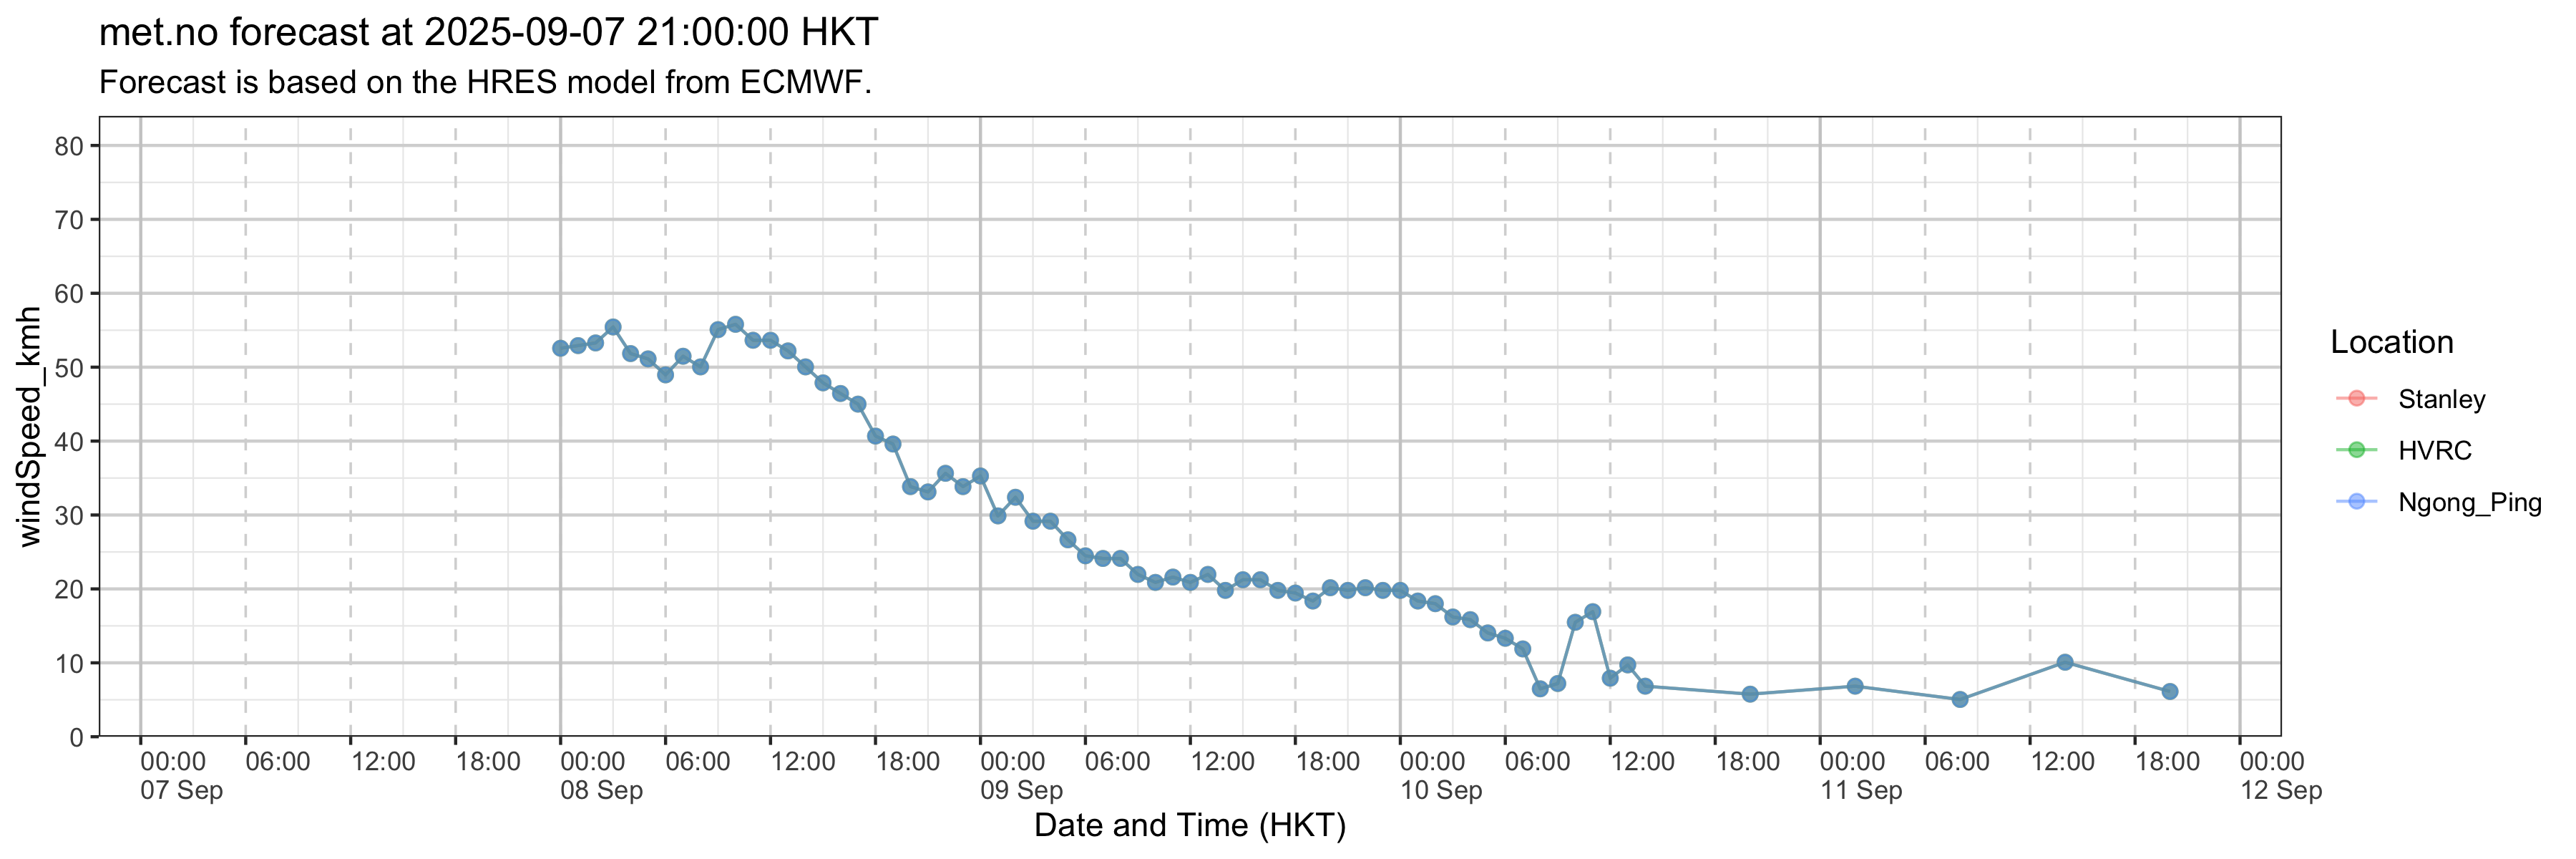 met.no forecast at 2025-09-07 21:00:00 HKT
Forecast is based on the HRES model from ECMWF.
windSpeed_kmh
80
70
60
50
40
30
20
10
0
00:00 06:00 12:00 18:00 00:00 06:00 12:00 18:00 00:00 06:00 12:00 18:00 00:00 06:00 12:00 18:00 00:00 06:00 12:00 18:00 00:00
07 Sep 08 Sep 09 Sep 10 Sep 11 Sep 12 Sep
Date and Time (HKT)
Location
Stanley
HVRC
Ngong_Ping